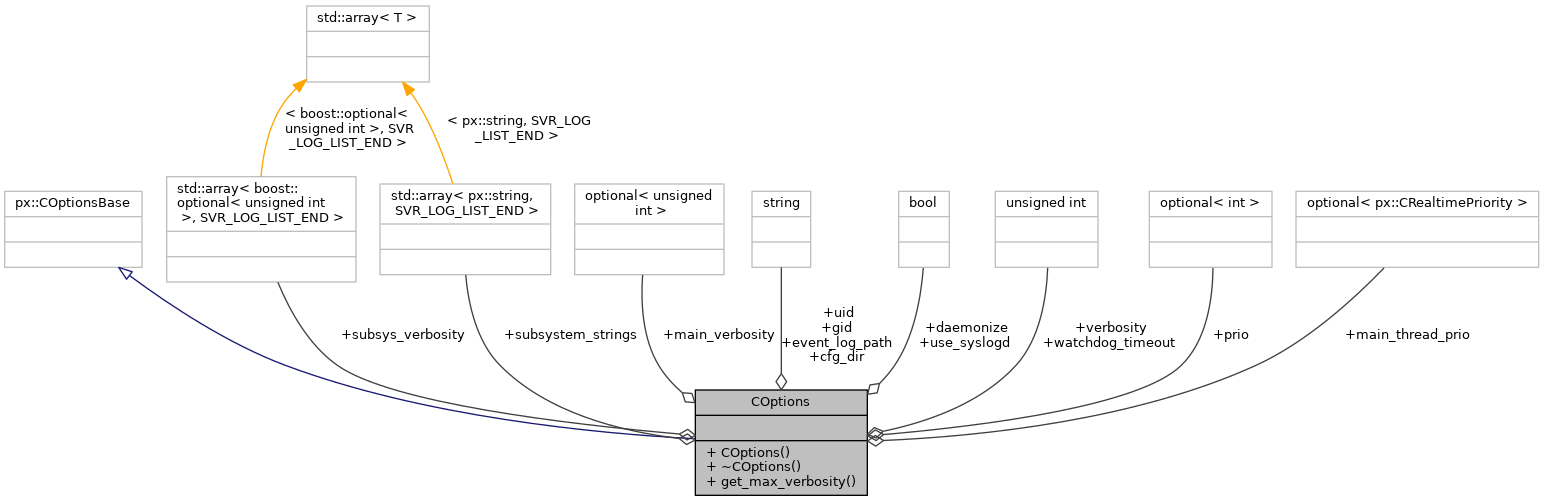 std::array< T >
< boost::optional<
unsigned int >, SVR
_LOG_LIST_END >
< px::string, SVR_LOG
_LIST_END >
px::COptionsBase
std::array< boost::
optional< unsigned int
>, SVR_LOG_LIST_END >
std::array< px::string,
SVR_LOG_LIST_END >
optional< unsigned
int >
string
bool
unsigned int
optional< int >
optional< px::CRealtimePriority >
+subsys_verbosity
+subsystem_strings
+main_verbosity
+uid
+gid
+event_log_path
+cfg_dir
+daemonize
+use_syslogd
+verbosity
+watchdog_timeout
+prio
+main_thread_prio
COptions
+ COptions()
+ ~COptions()
+ get_max_verbosity()